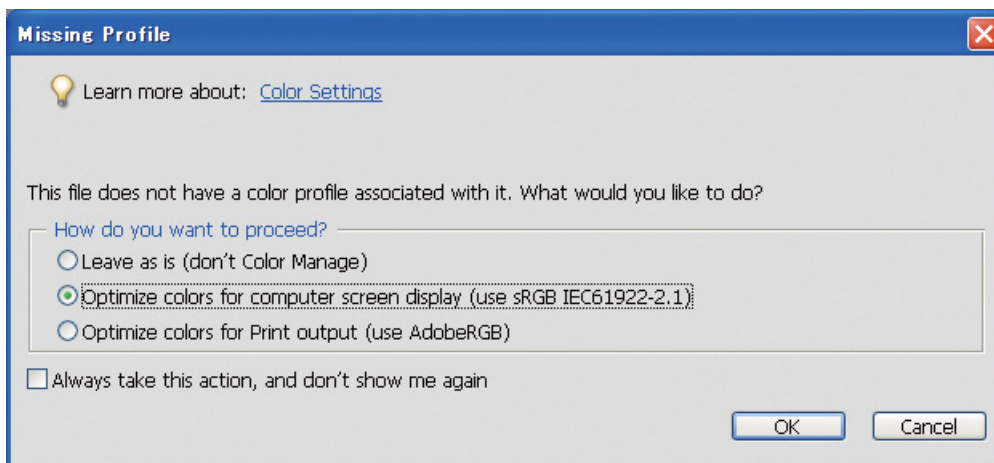 Missing Profile
Learn more about: Color Settings
This file does not have a color profile associated with it. What would you like to do?
How do you want to proceed?
Leave as is (don't Color Manage)
Optimize colors for computer screen display (use sRGB IEC61922-2.1)
Optimize colors for Print output (use AdobeRGB)
Always take this action, and don't show me again
OK
Cancel